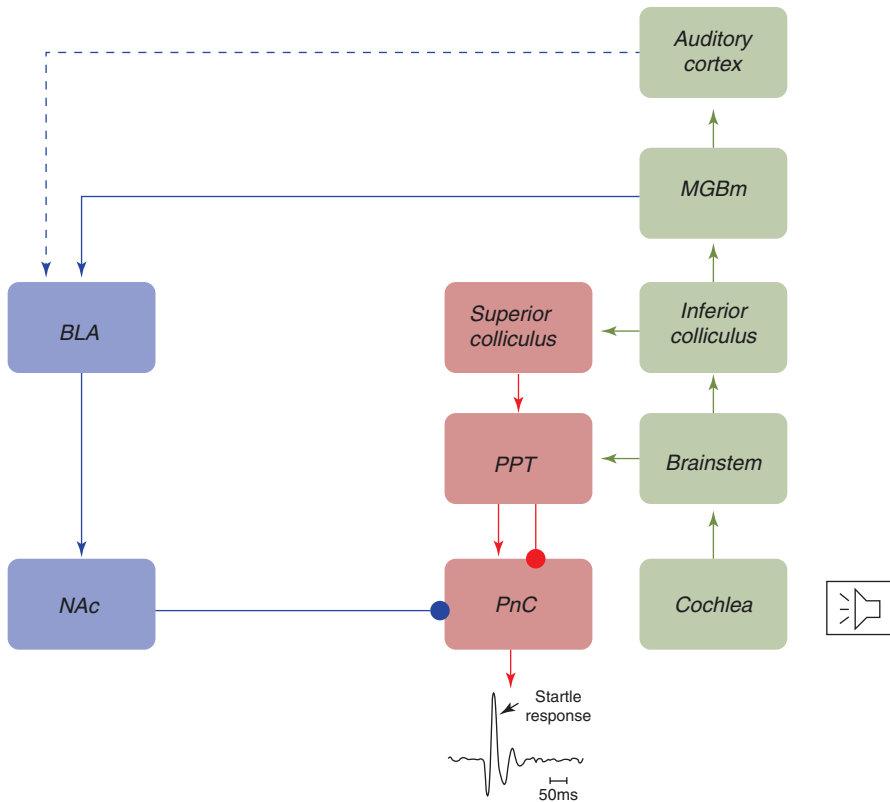 Auditory
cortex
MGBm
BLA
Superior
colliculus
Inferior
colliculus
PPT
Brainstem
NAc
PnC
Cochlea
Startle
response
50ms